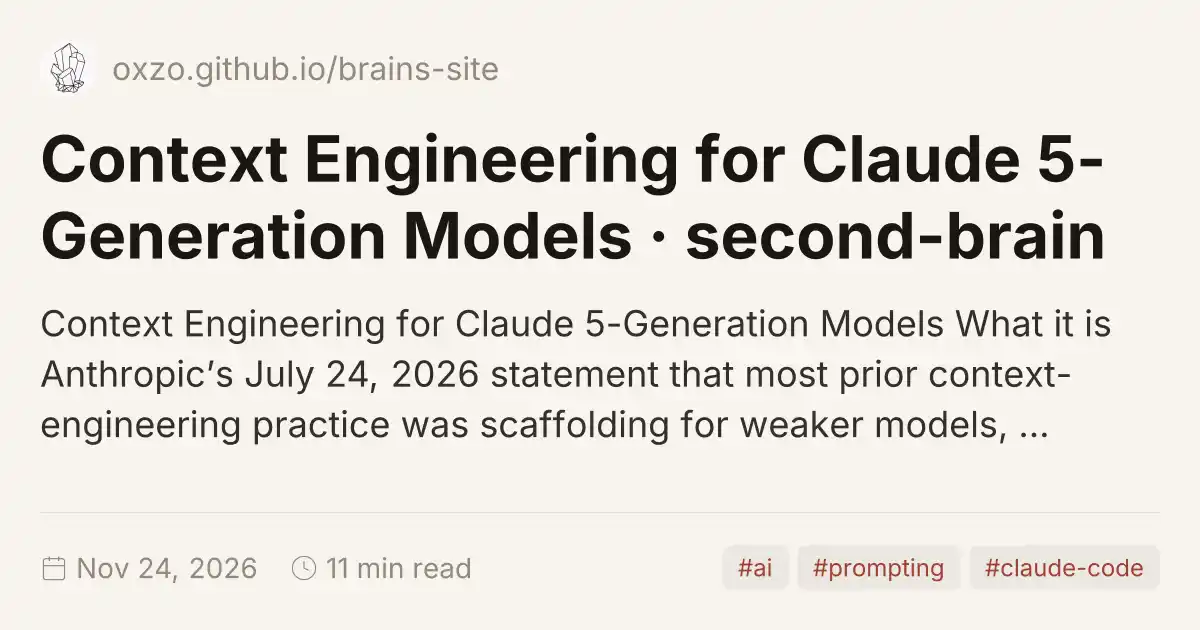 oxzo.github.io/brains-site
Context Engineering for Claude 5-
Generation Models · second-brain
Context Engineering for Claude 5-Generation Models What it is
Anthropic’s July 24, 2026 statement that most prior context-
engineering practice was scaffolding for weaker models, ...
Nov 24, 2026 11 min read #ai #prompting #claude-code